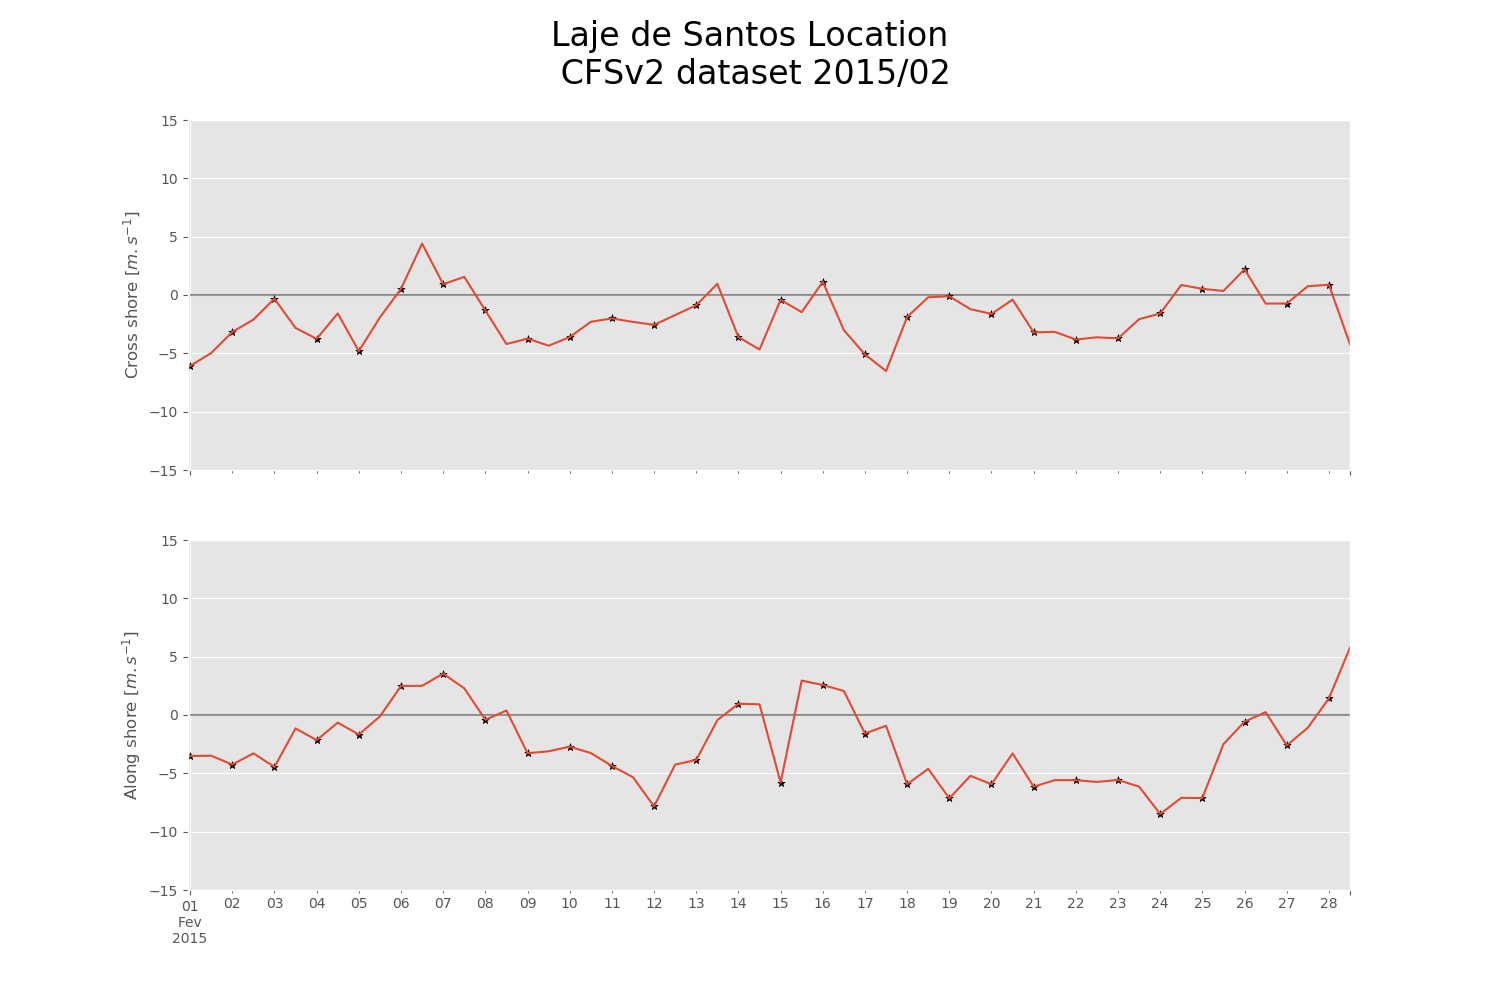 Laje de Santos Location
CFSv2 dataset 2015/02
15
10
5
0
−5
−10
−15
Cross shore [m.s⁻¹]
15
10
5
0
−5
−10
−15
Along shore [m.s⁻¹]
01 02 03 04 05 06 07 08 09 10 11 12 13 14 15 16 17 18 19 20 21 22 23 24 25 26 27 28
Fev
2015